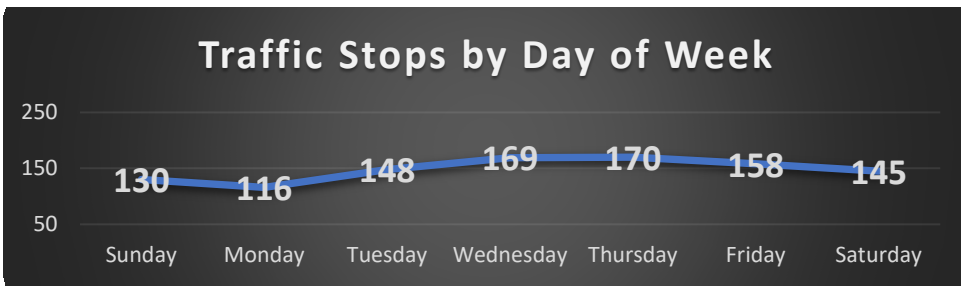 Traffic Stops by Day of Week
250
150
50
130 116 148 169 170 158 145
Sunday Monday Tuesday Wednesday Thursday Friday Saturday